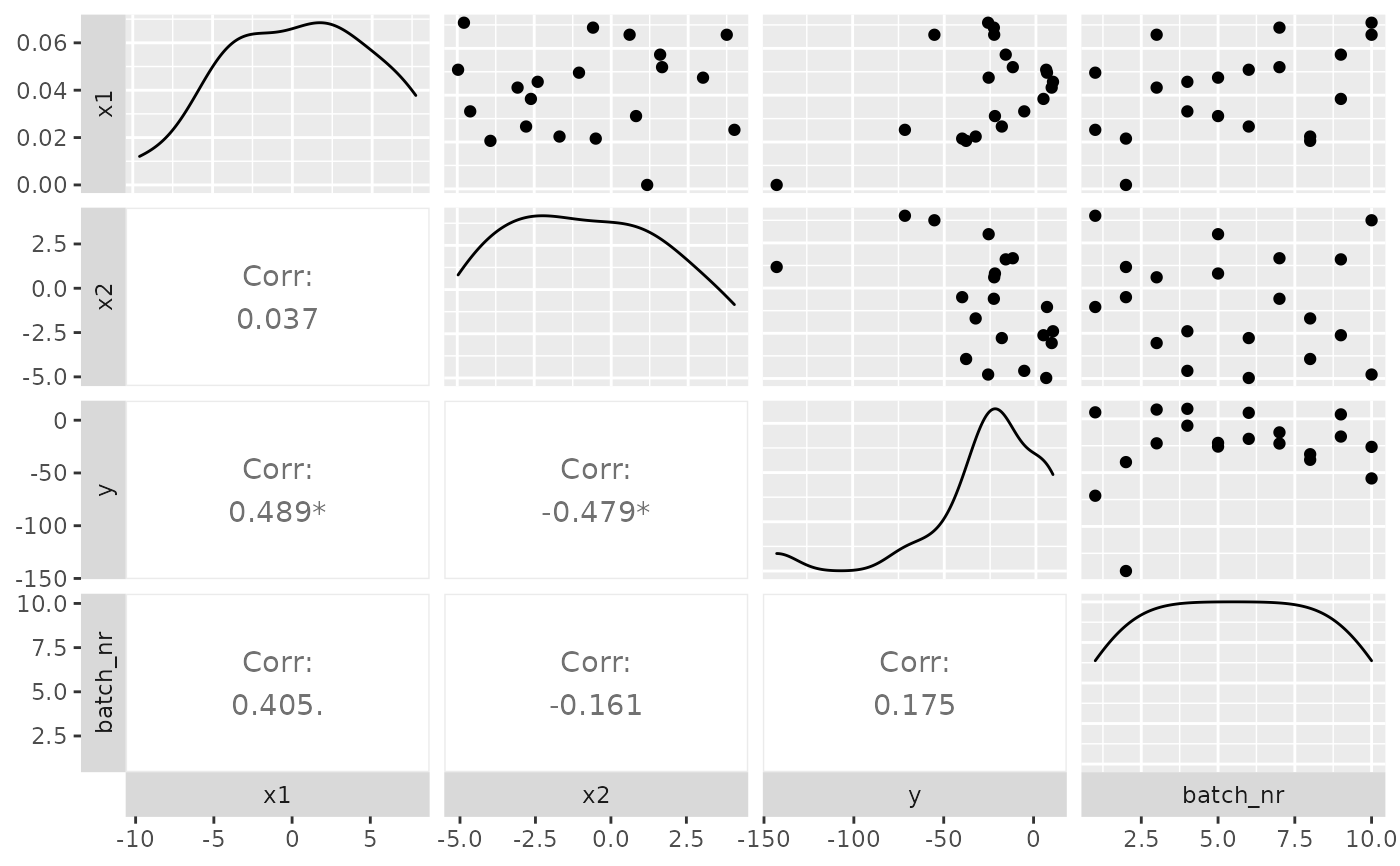 0.06
0.04
0.02
0.00
x1
2.5
0.0
-2.5
-5.0
x2
Corr:
0.037
0
-50
-100
-150
y
Corr:
0.489*
Corr:
-0.479*
10.0
7.5
5.0
2.5
batch_nr
Corr:
0.405.
Corr:
-0.161
Corr:
0.175
x1 x2 y batch_nr
-10 -5 0 5 -5.0 -2.5 0.0 2.5 -150 -100 -50 0 2.5 5.0 7.5 10.0